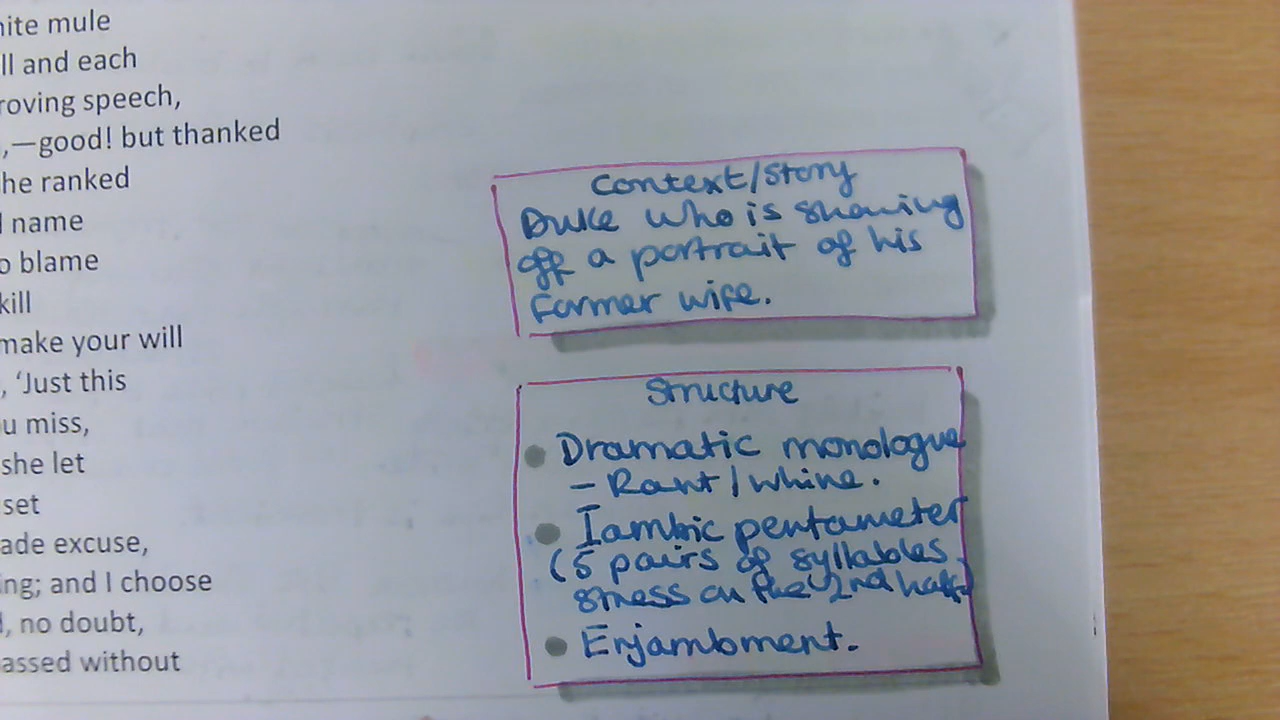 ite mule
ll and each
roving speech,
,—good! but thanked
he ranked
name
o blame
kill
make your will
, ‘Just this
u miss,
she let
set
ade excuse,
ing; and I choose
, no doubt,
assed without
Context/Story
Duke who is showing
off a portrait of his
former wife.
Structure
Dramatic monologue
– Rant/whine.
Iambic pentameter
(5 pairs of syllables
stress on the 2nd half)
Enjambment.